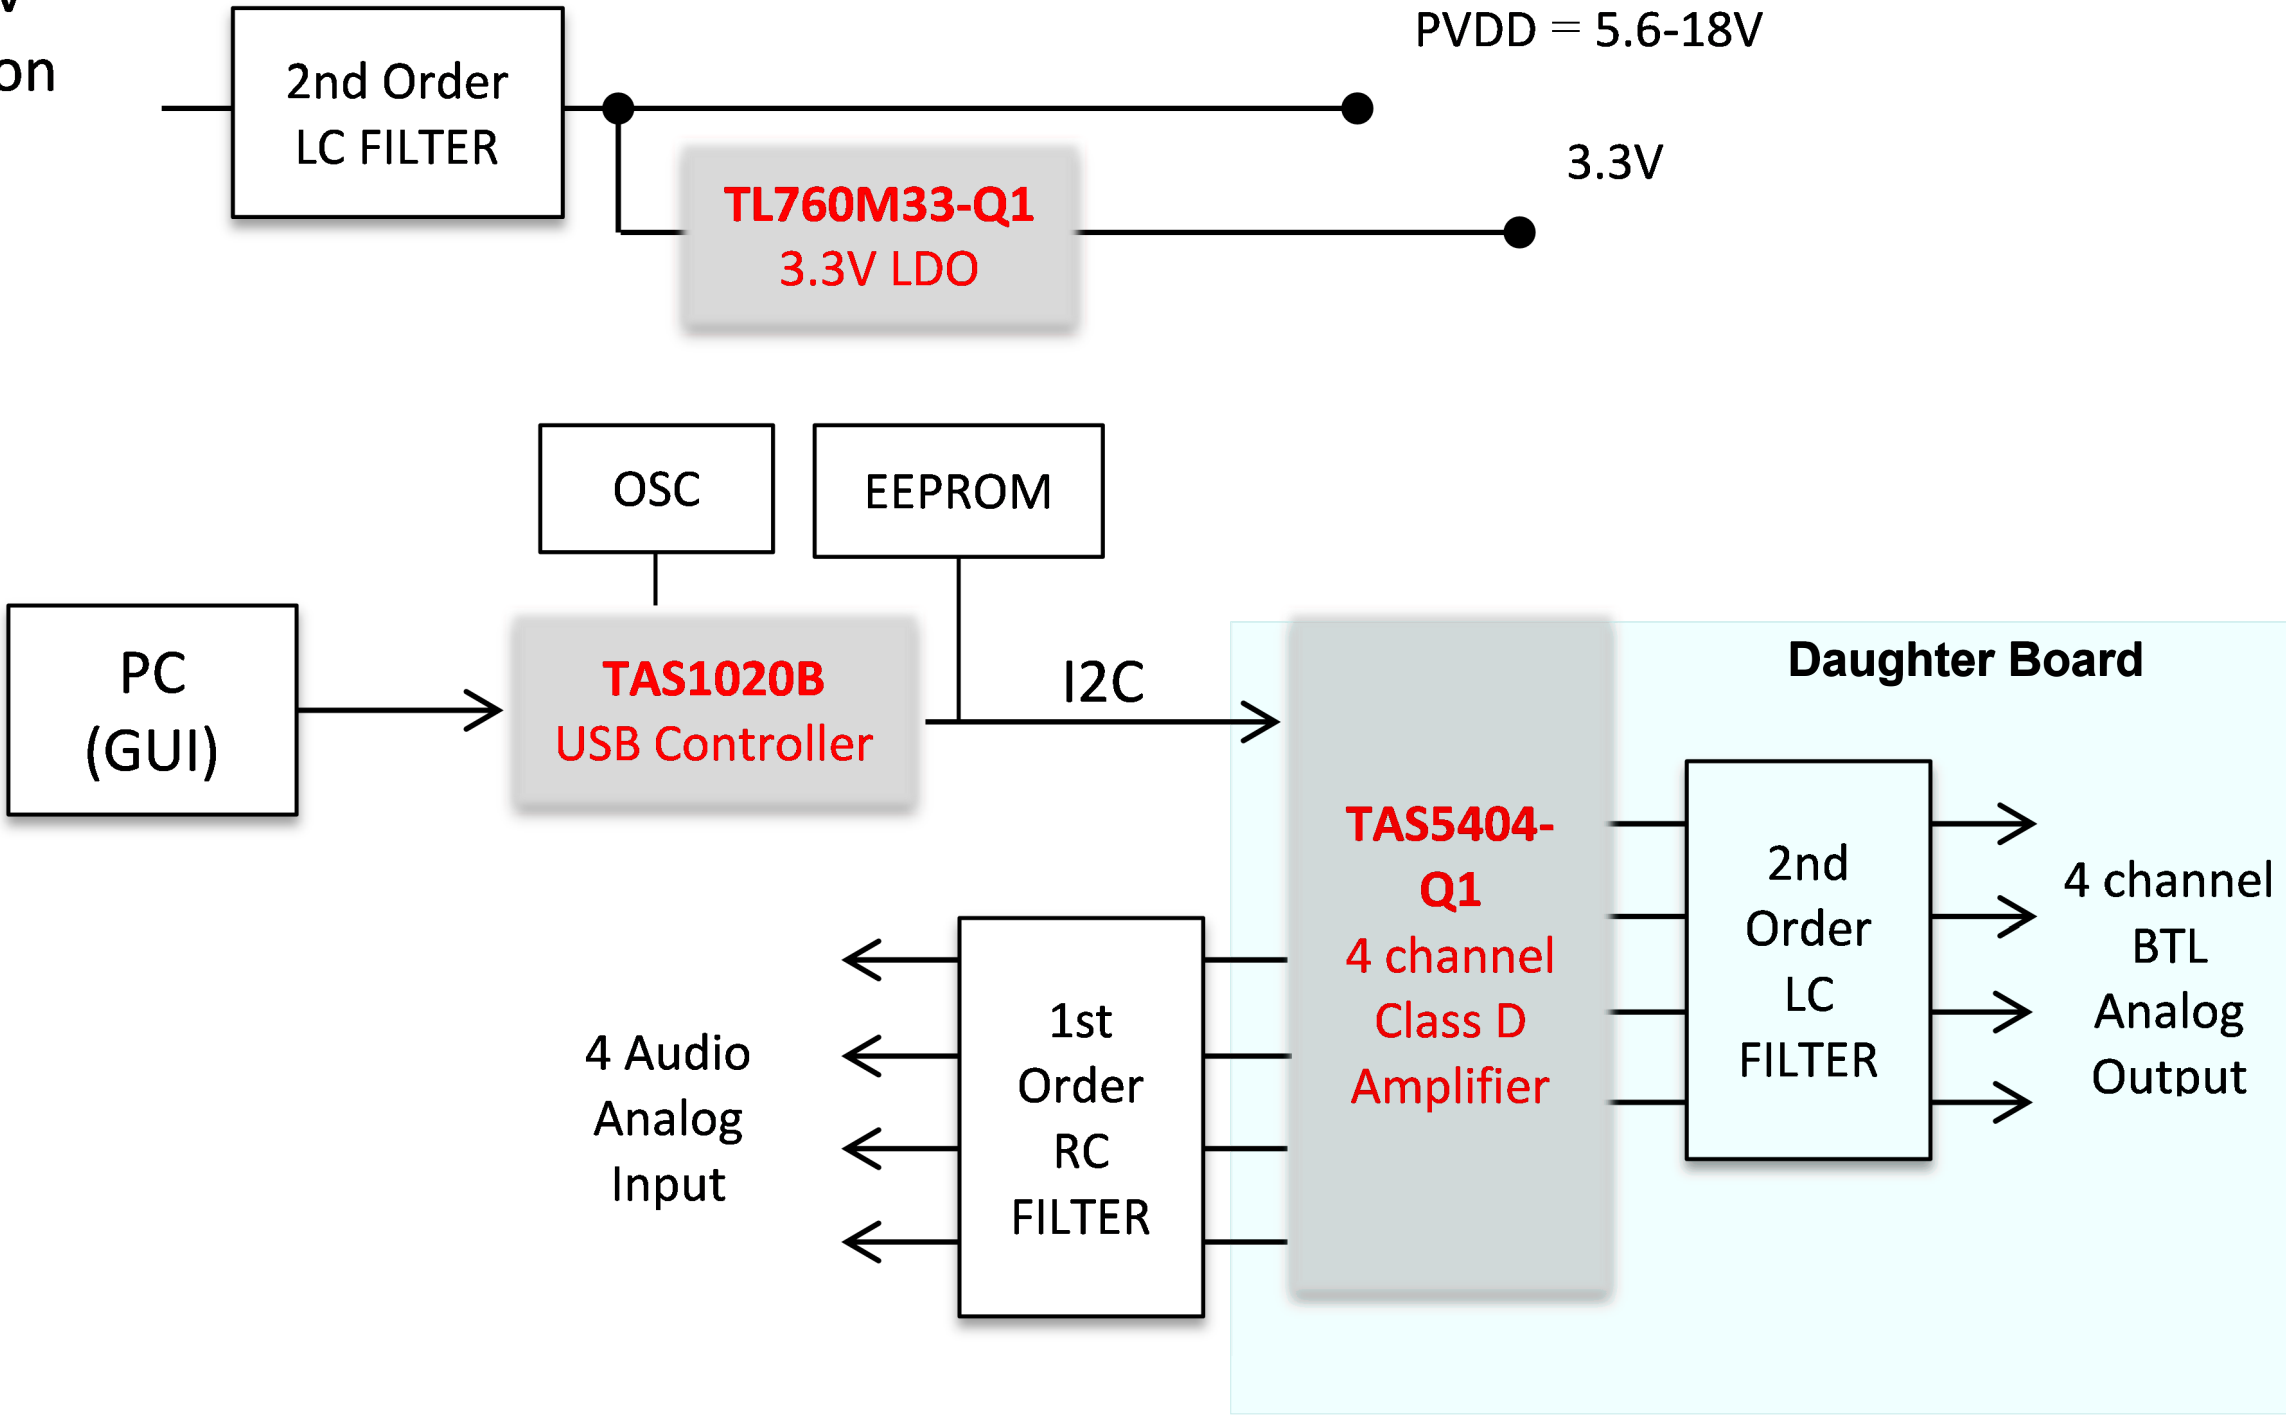 2nd Order
LC FILTER
PVDD = 5.6-18V
3.3V
TL760M33-Q1
3.3V LDO
OSC
EEPROM
PC
(GUI)
TAS1020B
USB Controller
I2C
Daughter Board
TAS5404-
Q1
4 channel
Class D
Amplifier
2nd
Order
LC
FILTER
4 channel
BTL
Analog
Output
4 Audio
Analog
Input
1st
Order
RC
FILTER